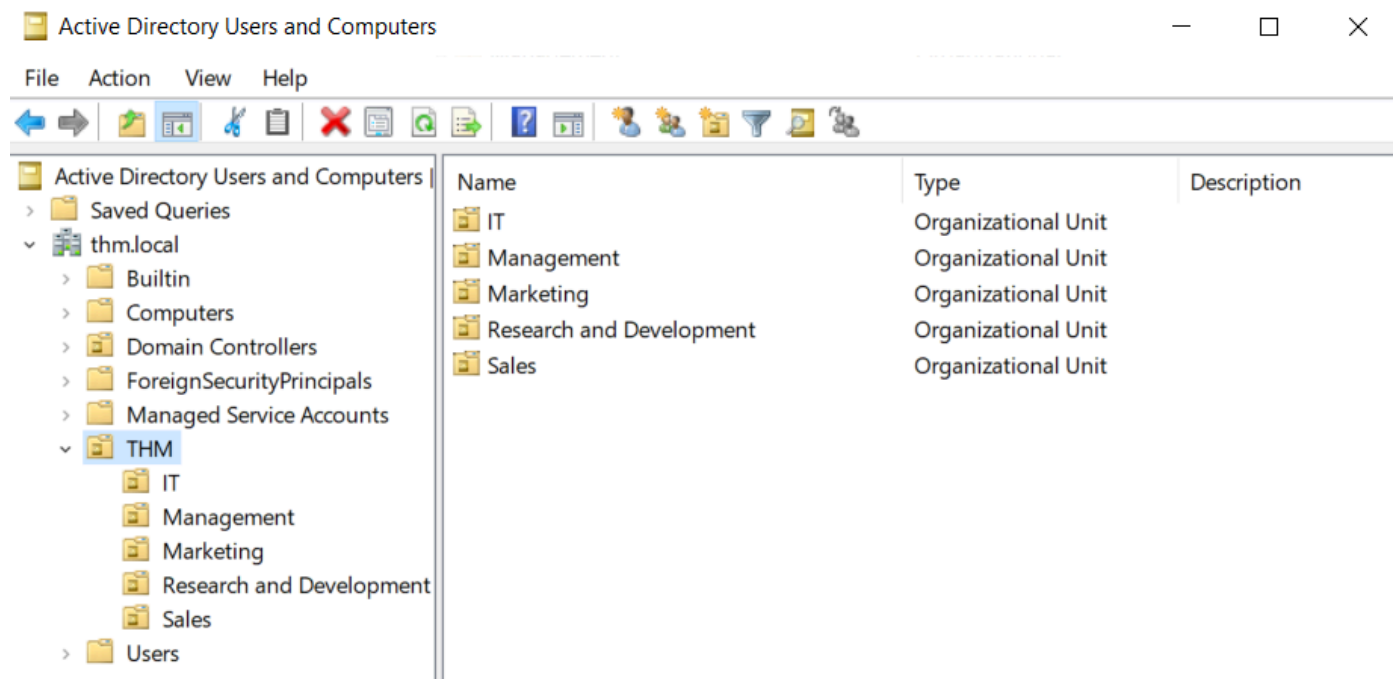 Active Directory Users and Computers
File Action View Help
Active Directory Users and Computers
Saved Queries
thm.local
Builtin
Computers
Domain Controllers
ForeignSecurityPrincipals
Managed Service Accounts
THM
IT
Management
Marketing
Research and Development
Sales
Users
Name Type Description
IT Organizational Unit
Management Organizational Unit
Marketing Organizational Unit
Research and Development Organizational Unit
Sales Organizational Unit